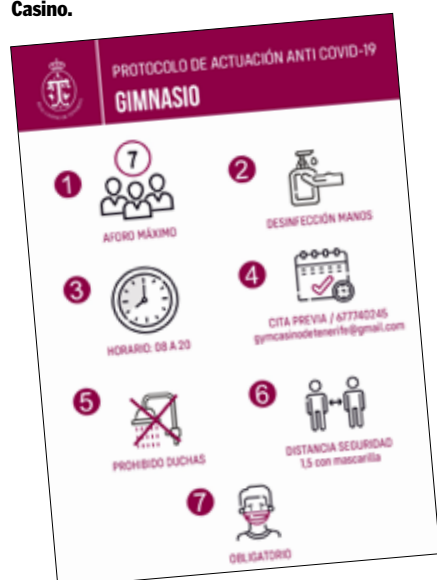 Casino.
PROTOCOLO DE ACTUACIÓN ANTI COVID-19
GIMNASIO
1
7
AFORO MÁXIMO
2
DESINFECCIÓN MANOS
3
HORARIO: 08 A 20
4
CITA PREVIA / 677740245
gymcasinodetenerife@gmail.com
5
PROHIBIDO DUCHAS
6
DISTANCIA SEGURIDAD
1,5 con mascarilla
7
OBLIGATORIO